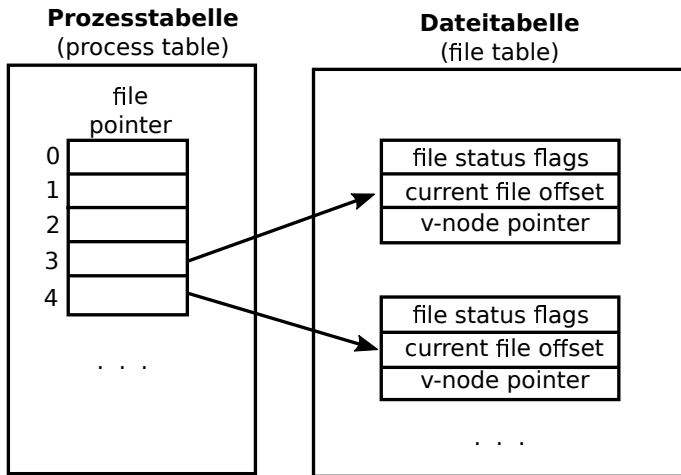 Prozesstabelle
(process table)
file
pointer
0
1
2
3
4
. . .
Dateitabelle
(file table)
file status flags
current file offset
v-node pointer
file status flags
current file offset
v-node pointer
. . .